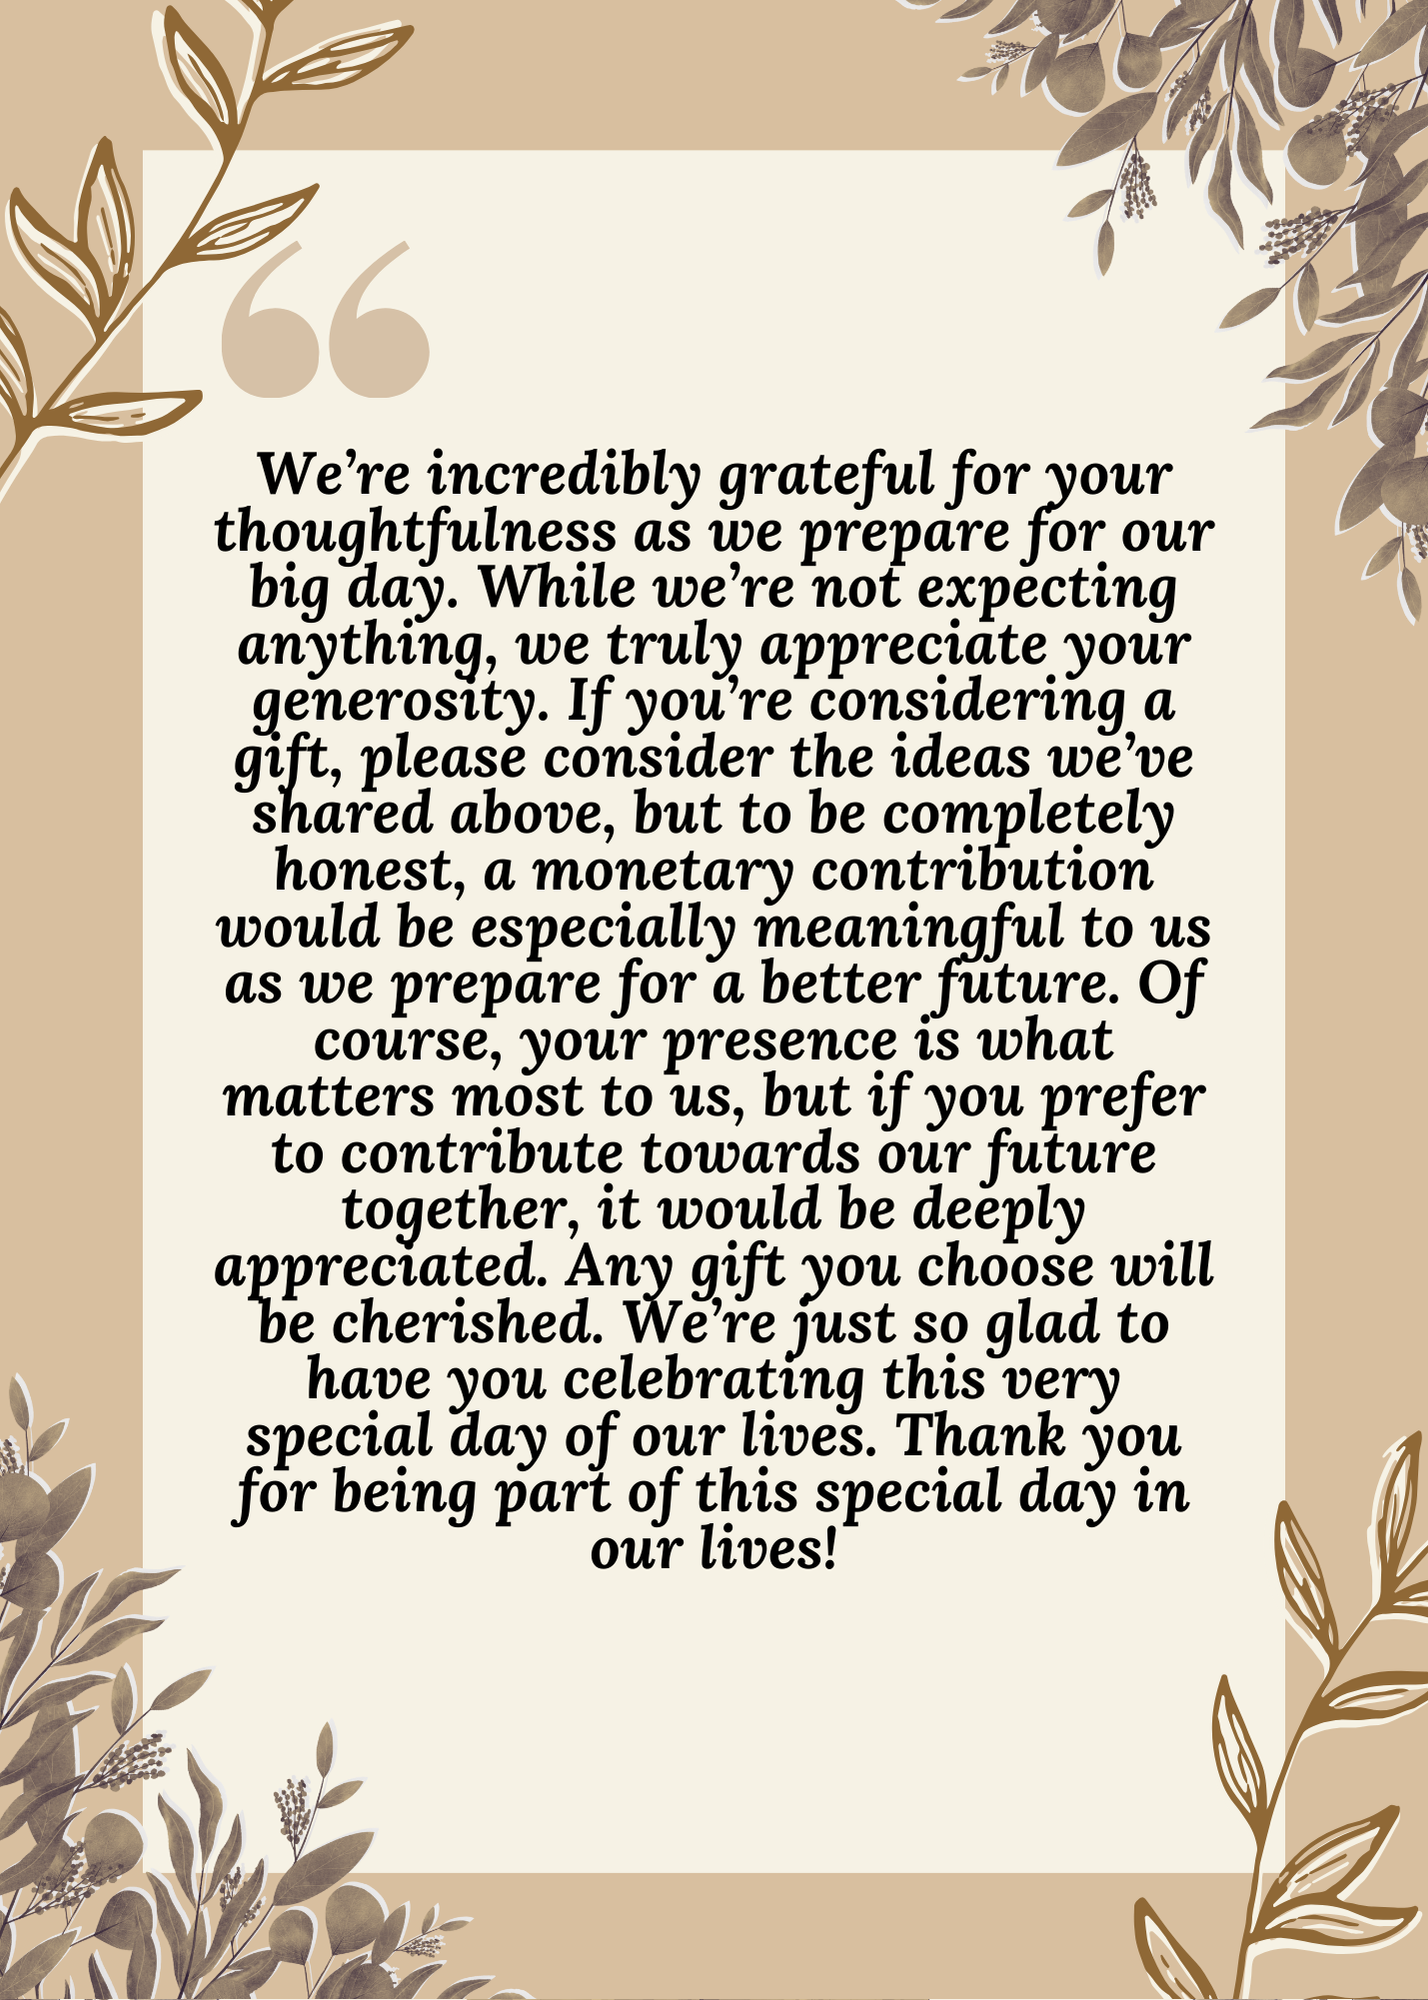 “
We’re incredibly grateful for your
thoughtfulness as we prepare for our
big day. While we’re not expecting
anything, we truly appreciate your
generosity. If you’re considering a
gift, please consider the ideas we’ve
shared above, but to be completely
honest, a monetary contribution
would be especially meaningful to us
as we prepare for a better future. Of
course, your presence is what
matters most to us, but if you prefer
to contribute towards our future
together, it would be deeply
appreciated. Any gift you choose will
be cherished. We’re just so glad to
have you celebrating this very
special day of our lives. Thank you
for being part of this special day in
our lives!